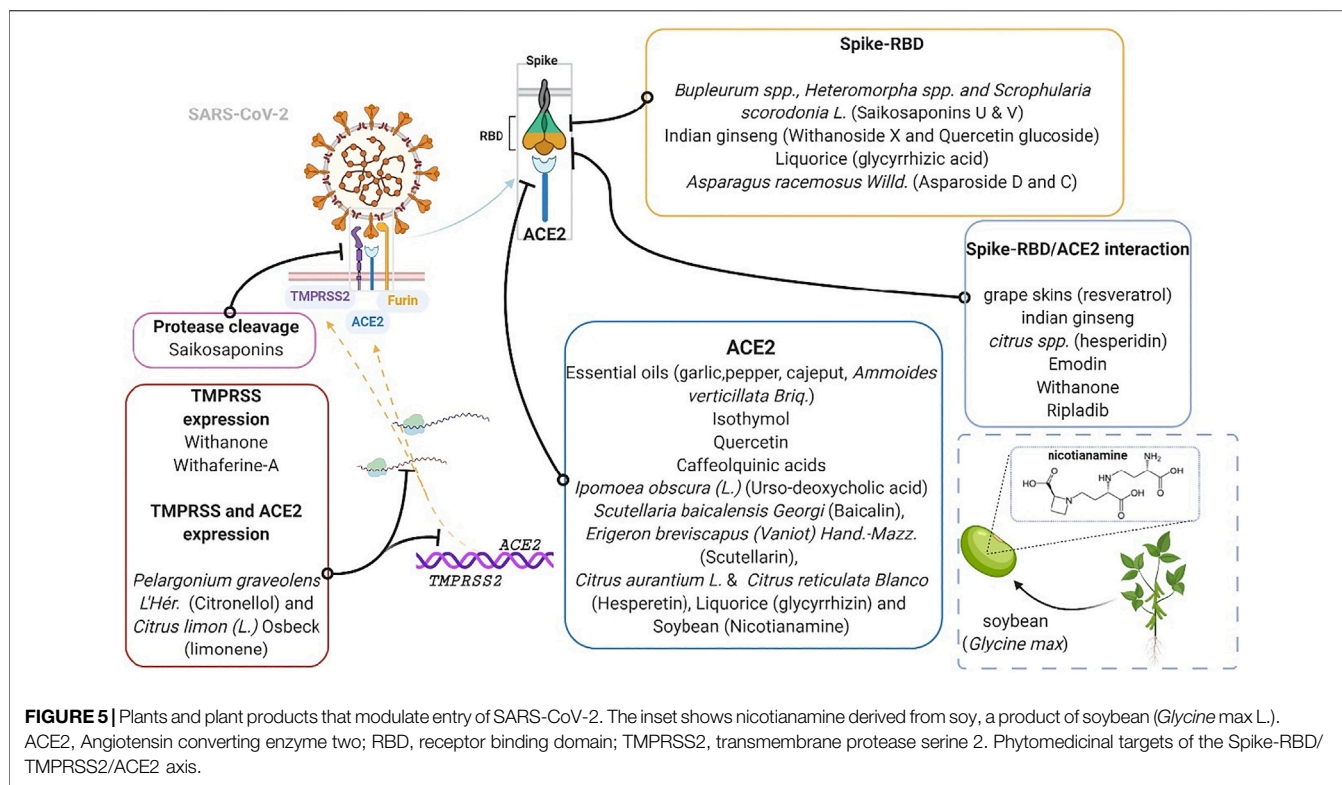 SARS-CoV-2
Spike
RBD
ACE2
TMPRSS2
Furin
ACE2
Spike-RBD
Bupleurum spp., Heteromorpha spp. and Scrophularia
scorodonia L. (Saikosaponins U & V)
Indian ginseng (Withanoside X and Quercetin glucoside)
Liquorice (glycyrrhizic acid)
Asparagus racemosus Willd. (Asparoside D and C)
Spike-RBD/ACE2 interaction
grape skins (resveratrol)
indian ginseng
citrus spp. (hesperidin)
Emodin
Withanone
Ripladib
Protease cleavage
Saikosaponins
TMPRSS
expression
Withanone
Withaferine-A
TMPRSS and ACE2
expression
Pelargonium graveolens
L'Hér. (Citronellol) and
Citrus limon (L.) Osbeck
(limonene)
ACE2
TMPRSS2
ACE2
Essential oils (garlic,pepper, cajeput, Ammoides
verticillata Briq.)
Isothymol
Quercetin
Caffeolquinic acids
Ipomoea obscura (L.) (Urso-deoxycholic acid)
Scutellaria baicalensis Georgi (Baicalin),
Erigeron breviscapus (Vaniot) Hand.-Mazz.
(Scutellarin),
Citrus aurantium L. & Citrus reticulata Blanco
(Hesperetin), Liquorice (glycyrrhizin) and
Soybean (Nicotianamine)
nicotianamine
NH2
HO
O
N
HN
O
OH
O
OH
soybean
(Glycine max)
FIGURE 5 | Plants and plant products that modulate entry of SARS-CoV-2. The inset shows nicotianamine derived from soy, a product of soybean (Glycine max L.).
ACE2, Angiotensin converting enzyme two; RBD, receptor binding domain; TMPRSS2, transmembrane protease serine 2. Phytomedicinal targets of the Spike-RBD/
TMPRSS2/ACE2 axis.